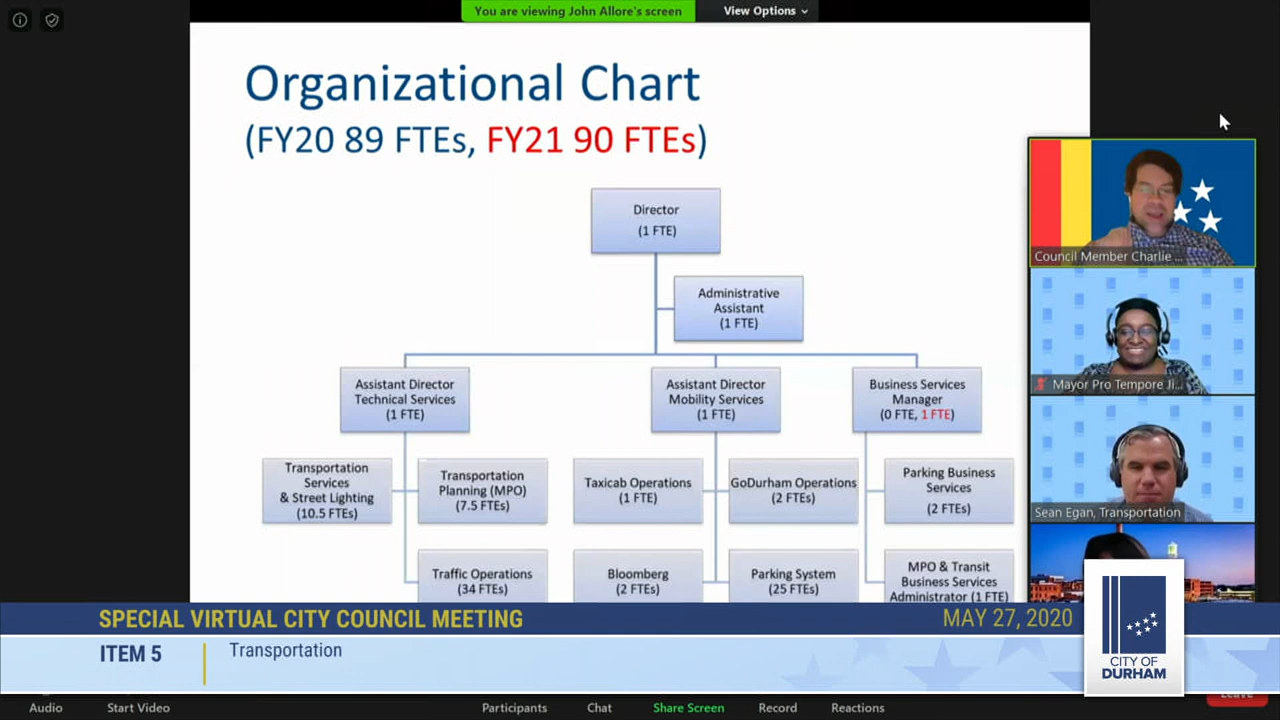 You are viewing John Allore's screen
View Options
Organizational Chart
(FY20 89 FTEs, FY21 90 FTEs)
Director
(1 FTE)
Administrative
Assistant
(1 FTE)
Assistant Director
Technical Services
(1 FTE)
Assistant Director
Mobility Services
(1 FTE)
Business Services
Manager
(0 FTE, 1 FTE)
Transportation
Services
& Street Lighting
(10.5 FTEs)
Transportation
Planning (MPO)
(7.5 FTEs)
Taxicab Operations
(1 FTE)
GoDurham Operations
(2 FTEs)
Parking Business
Services
(2 FTEs)
Traffic Operations
(34 FTEs)
Bloomberg
(2 FTEs)
Parking System
(25 FTEs)
MPO & Transit
Business Services
Administrator (1 FTE)
Council Member Charlie ...
Mayor Pro Tempore Ji...
Sean Egan, Transportation
SPECIAL VIRTUAL CITY COUNCIL MEETING
MAY 27, 2020
ITEM 5
Transportation
CITY OF
DURHAM
Audio
Start Video
Participants
Chat
Share Screen
Record
Reactions
Leave